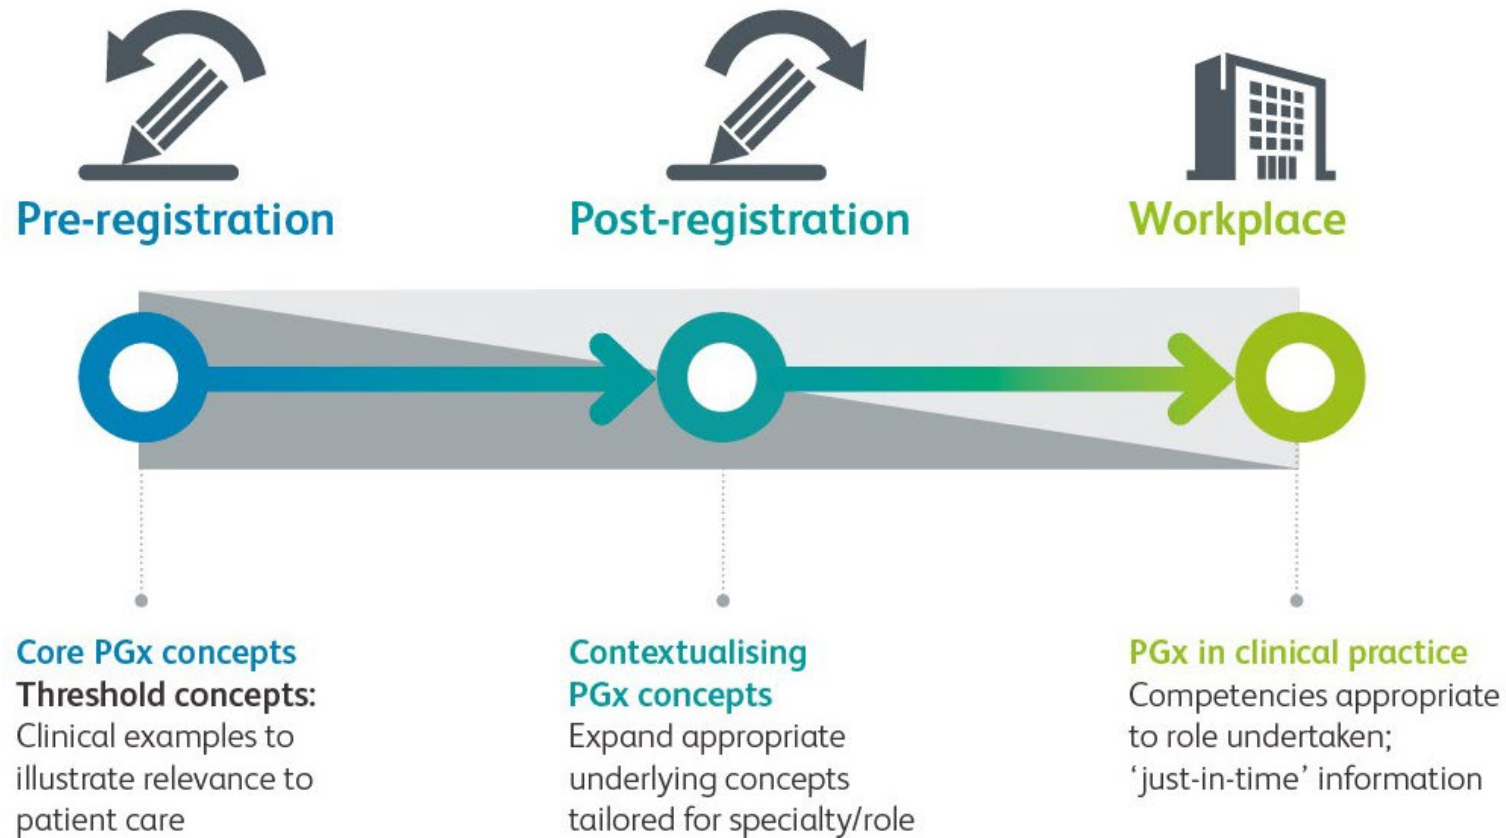 Pre-registration
Post-registration
Workplace
Core PGx concepts
Threshold concepts:
Clinical examples to
illustrate relevance to
patient care
Contextualising
PGx concepts
Expand appropriate
underlying concepts
tailored for specialty/role
PGx in clinical practice
Competencies appropriate
to role undertaken;
‘just-in-time’ information